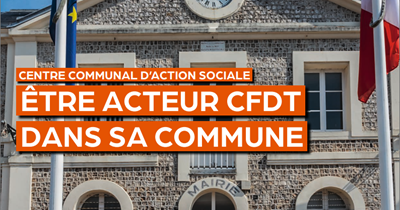 CENTRE COMMUNAL D'ACTION SOCIALE
ÊTRE ACTEUR CFDT
DANS SA COMMUNE
MAIRIE